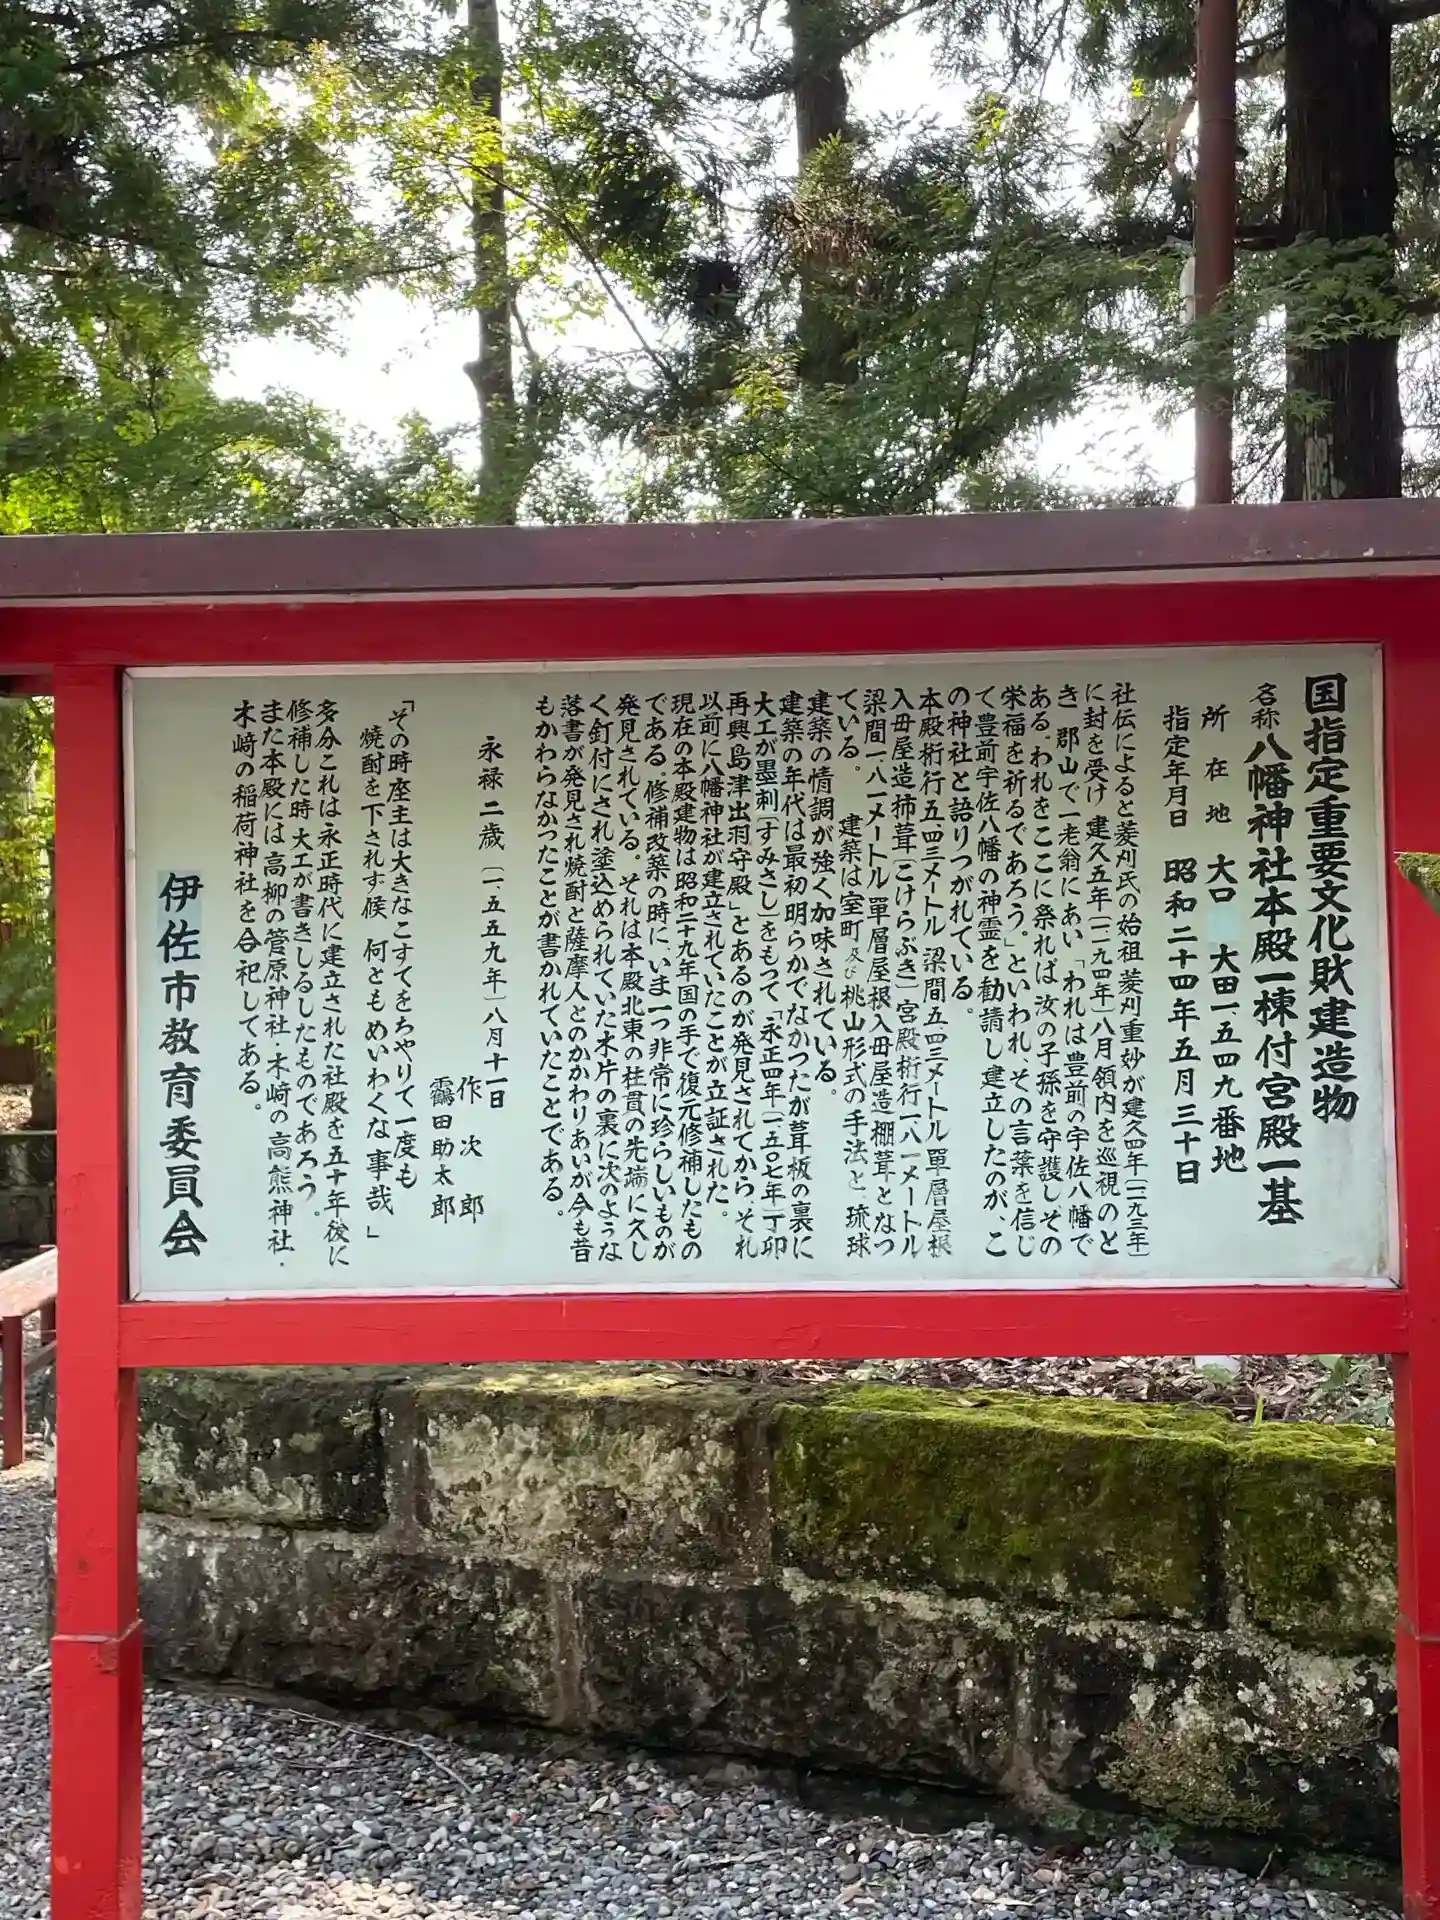 国指定重要文化財建造物
名称 八幡神社本殿一棟付宮殿一基
所在地 大口 大田一、五四九番地
指定年月日 昭和二十四年五月三十日
社伝によると菱刈氏の始祖菱刈重妙が建久四年(一一九三年)
に封を受け 建久五年(一一九四年)八月領内を巡視のと
き 郡山で一老翁にあい「われは豊前の宇佐八幡で
ある、われをここに祭れば汝の子孫を守護しその
栄福を祈るであろう。」といわれ、その言葉を信じ
て豊前宇佐八幡の神霊を勧請し建立したのが、こ
の神社と語りつがれている。
本殿桁行五、四三メートル 梁間五、四三メートル單層屋根
入母屋造杮葺(こけらぶき)宮殿桁行一、八一メートル
梁間一、八一メートル單層屋根入母屋造棚葺となつ
ている。 建築は室町及び桃山形式の手法と、琉球
建築の情調が強く加味されている。
建築の年代は最初明らかでなかつたが葺板の裏に
大工が墨刺(すみさし)をもって「永正四年(一、五〇七年)丁卯
再興島津出羽守殿」とあるのが発見されてから、それ
以前に八幡神社が建立されていたことが立証された。
現在の本殿建物は昭和二十九年国の手で復元修補したもの
である。修補改築の時に、いま一つ非常に珍らしいものが
発見されている。それは本殿北東の柱貫の先端に久し
く釘付にされ塗込められていた木片の裏に次のような
落書が発見され焼酎と薩摩人とのかかわりあいが今も昔
もかわらなかつたことが書かれていたことである。
永禄二歳(一、五五九年)八月十一日
作次郎
靏田助太郎
「その時座主は大きなこすてをちやりて一度も
焼酎を下されず候 何ともめいわくな事哉」
多分これは永正時代に建立された社殿を五十年後に
修補した時大工が書きしるしたものであろう。
また本殿には高柳の管原神社・木﨑の高熊神社・
木﨑の稲荷神社を合祀してある。
伊佐市教育委員会